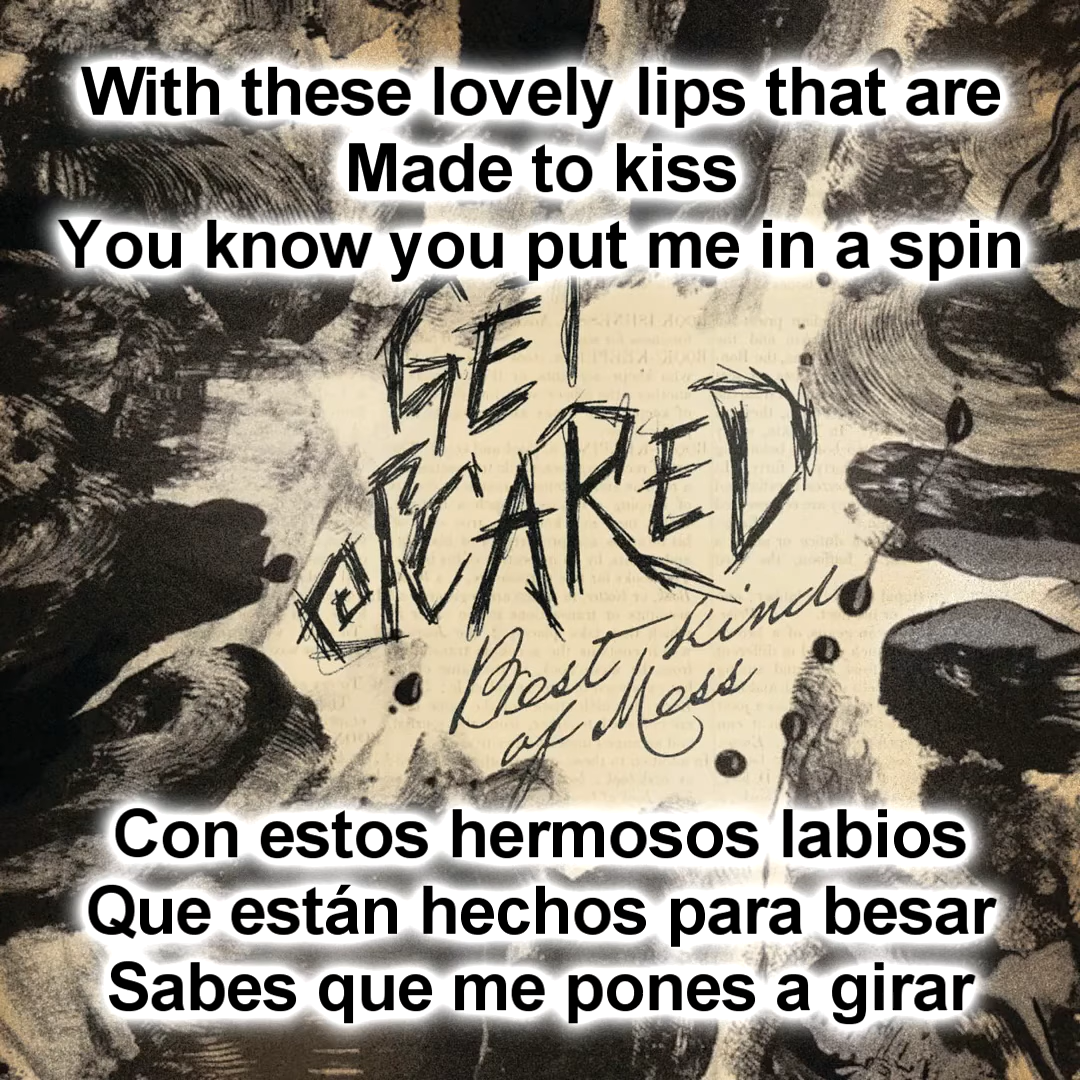 With these lovely lips that are
Made to kiss
You know you put me in a spin
GET
SCARED
Best Kind
of Mess
Con estos hermosos labios
Que están hechos para besar
Sabes que me pones a girar